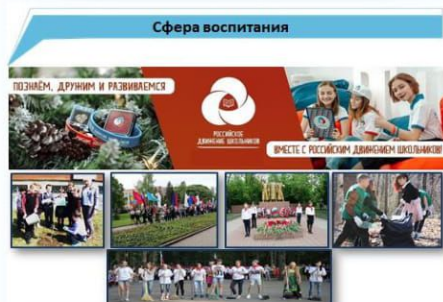 Сфера воспитания
ПОЗНАЁМ, ДРУЖИМ И РАЗВИВАЕМСЯ
РОССИЙСКОЕ
ДВИЖЕНИЕ ШКОЛЬНИКОВ
ВМЕСТЕ С РОССИЙСКИМ ДВИЖЕНИЕМ ШКОЛЬНИКОВ!